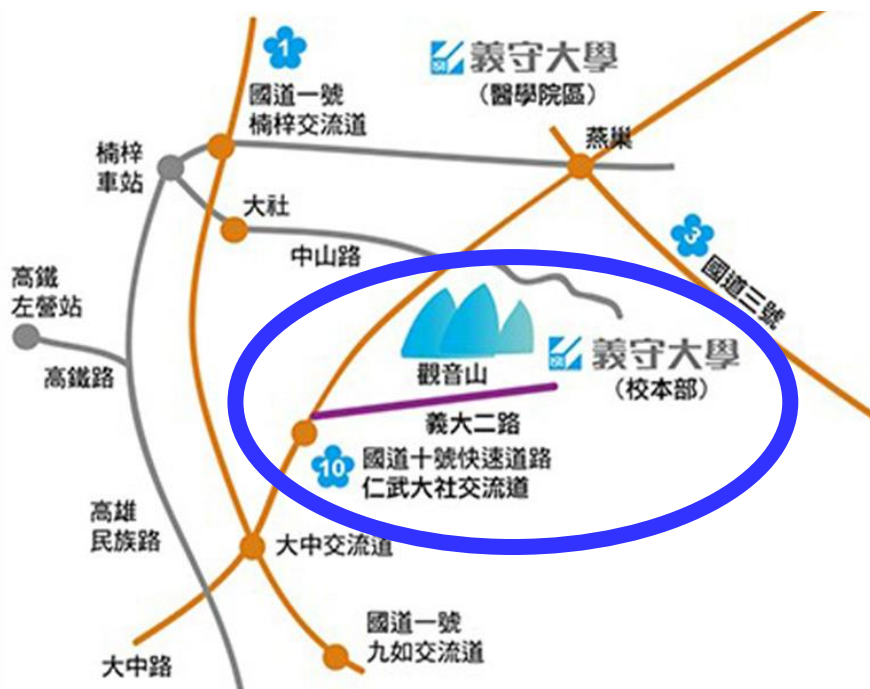 1
國道一號
楠梓交流道
義守大學
（醫學院區）
燕巢
楠梓
車站
大社
中山路
3
國道三號
高鐵
左營站
高鐵路
觀音山
義守大學
（校本部）
義大二路
10
國道十號快速道路
仁武大社交流道
高雄
民族路
大中交流道
國道一號
九如交流道
大中路